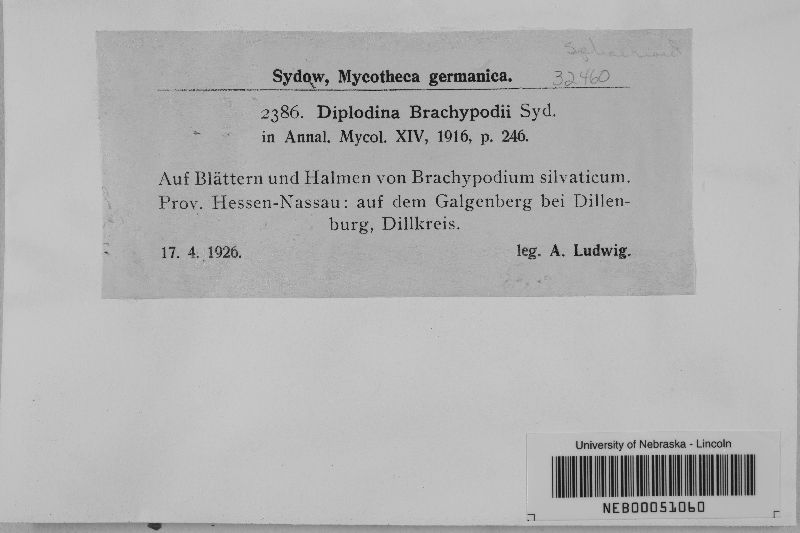 Sydow, Mycotheca germanica.
32460
2386. Diplodina Brachypodii Syd.
in Annal. Mycol. XIV, 1916, p. 246.
Auf Blättern und Halmen von Brachypodium silvaticum.
Prov. Hessen-Nassau: auf dem Galgenberg bei Dillen-
burg, Dillkreis.
17. 4. 1926.
leg. A. Ludwig.
University of Nebraska - Lincoln
NEB00051060